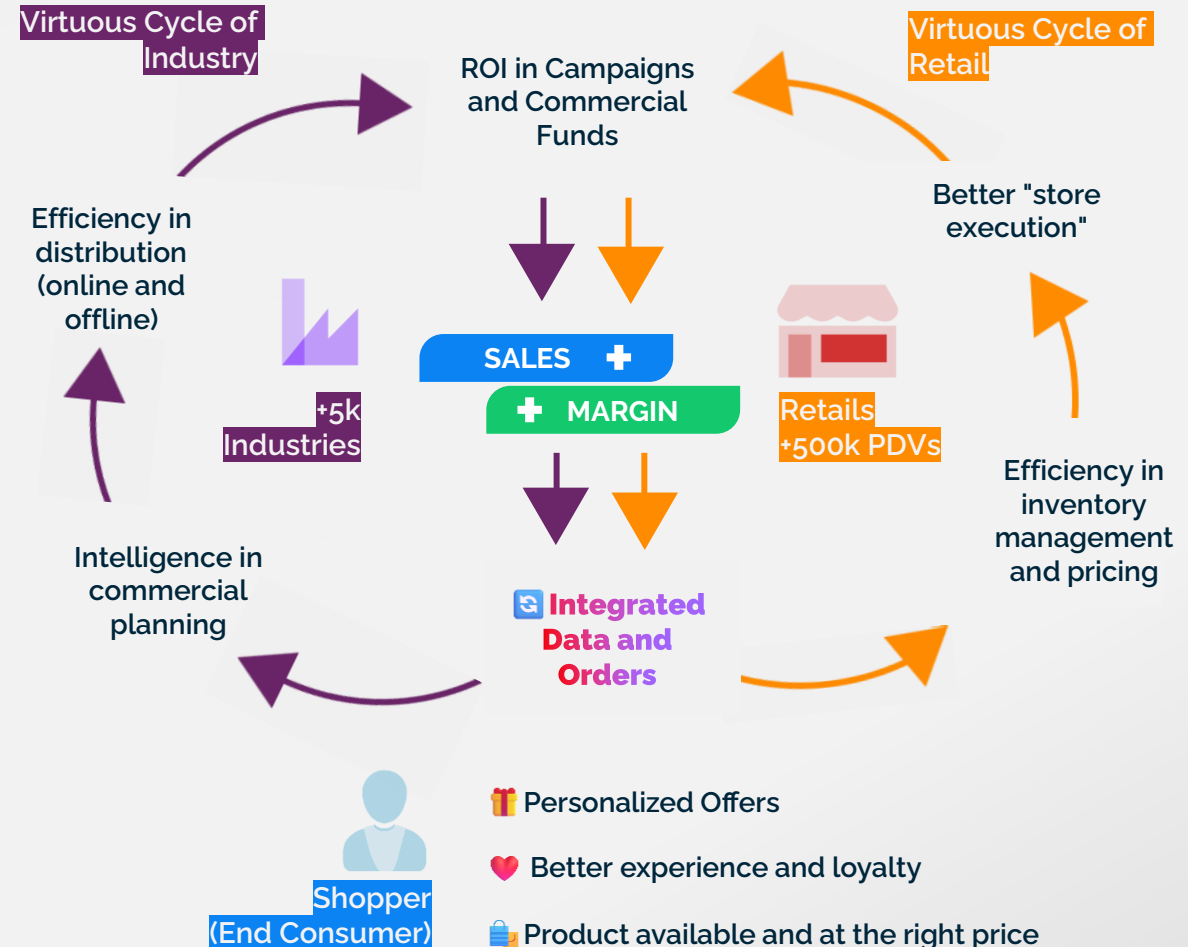 Virtuous Cycle of
Industry
Virtuous Cycle of
Retail
ROI in Campaigns
and Commercial
Funds
Efficiency in
distribution
(online and
offline)
Better "store
execution"
SALES
MARGIN
+5k
Industries
Retails
+500k PDVs
Efficiency in
inventory
management
and pricing
Intelligence in
commercial
planning
Integrated
Data and
Orders
Shopper
(End Consumer)
Personalized Offers
Better experience and loyalty
Product available and at the right price